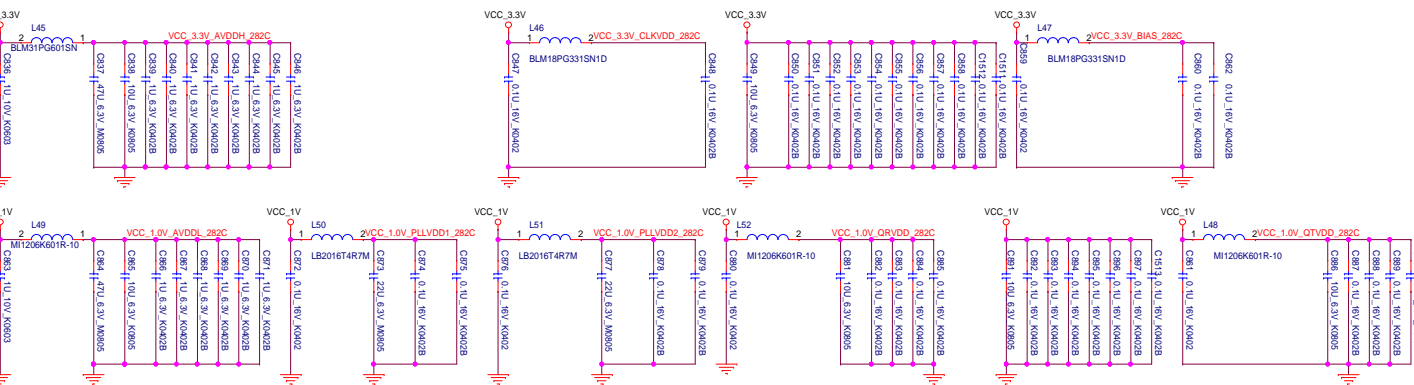 _3.3V
L45
2
1
BLM31PG601SN
VCC_3.3V_AVDDH_282C
C836 1U_10V_K0603
C837 47U_6.3V_M0805
C838 10U_6.3V_K0805
C839 1U_6.3V_K0402B
C840 1U_6.3V_K0402B
C841 1U_6.3V_K0402B
C842 1U_6.3V_K0402B
C843 1U_6.3V_K0402B
C844 1U_6.3V_K0402B
C845 1U_6.3V_K0402B
C846 1U_6.3V_K0402B
VCC_3.3V
L46
1
2
VCC_3.3V_CLKVDD_282C
BLM18PG331SN1D
C847 0.1U_16V_K0402
C848 0.1U_16V_K0402B
VCC_3.3V
C849 10U_6.3V_K0805
C850 0.1U_16V_K0402B
C851 0.1U_16V_K0402B
C852 0.1U_16V_K0402B
C853 0.1U_16V_K0402B
C854 0.1U_16V_K0402B
C855 0.1U_16V_K0402B
C856 0.1U_16V_K0402B
C857 0.1U_16V_K0402B
C858 0.1U_16V_K0402B
C1512 0.1U_16V_K0402B
C1511 0.1U_16V_K0402B
VCC_3.3V
L47
1
2
VCC_3.3V_BIAS_282C
BLM18PG331SN1D
C859 0.1U_16V_K0402
C860 0.1U_16V_K0402B
C862 0.1U_16V_K0402B
_1V
L49
2
1
MI1206K601R-10
VCC_1.0V_AVDDL_282C
C863 1U_10V_K0603
C864 47U_6.3V_M0805
C865 10U_6.3V_K0805
C866 1U_6.3V_K0402B
C867 1U_6.3V_K0402B
C868 1U_6.3V_K0402B
C869 1U_6.3V_K0402B
C870 1U_6.3V_K0402B
C871 1U_6.3V_K0402B
VCC_1V
L50
1
2
VCC_1.0V_PLLVDD1_282C
LB2016T4R7M
C872 0.1U_16V_K0402
C873 22U_6.3V_M0805
C874 0.1U_16V_K0402B
C875 0.1U_16V_K0402B
VCC_1V
L51
1
2
VCC_1.0V_PLLVDD2_282C
LB2016T4R7M
C876 0.1U_16V_K0402
C877 22U_6.3V_M0805
C878 0.1U_16V_K0402B
C879 0.1U_16V_K0402B
VCC_1V
L52
1
2
VCC_1.0V_QRVDD_282C
MI1206K601R-10
C880 0.1U_16V_K0402
C881 10U_6.3V_K0805
C882 0.1U_16V_K0402B
C883 0.1U_16V_K0402B
C884 0.1U_16V_K0402B
C885 0.1U_16V_K0402B
VCC_1V
C891 10U_6.3V_K0805
C892 0.1U_16V_K0402B
C893 0.1U_16V_K0402B
C894 0.1U_16V_K0402B
C895 0.1U_16V_K0402B
C896 0.1U_16V_K0402B
C897 0.1U_16V_K0402B
C1513 0.1U_16V_K0402B
VCC_1V
L48
1
2
VCC_1.0V_QTVDD_282C
MI1206K601R-10
C861 0.1U_16V_K0402
C886 10U_6.3V_K0805
C887 0.1U_16V_K0402B
C888 0.1U_16V_K0402B
C889 0.1U_16V_K0402B